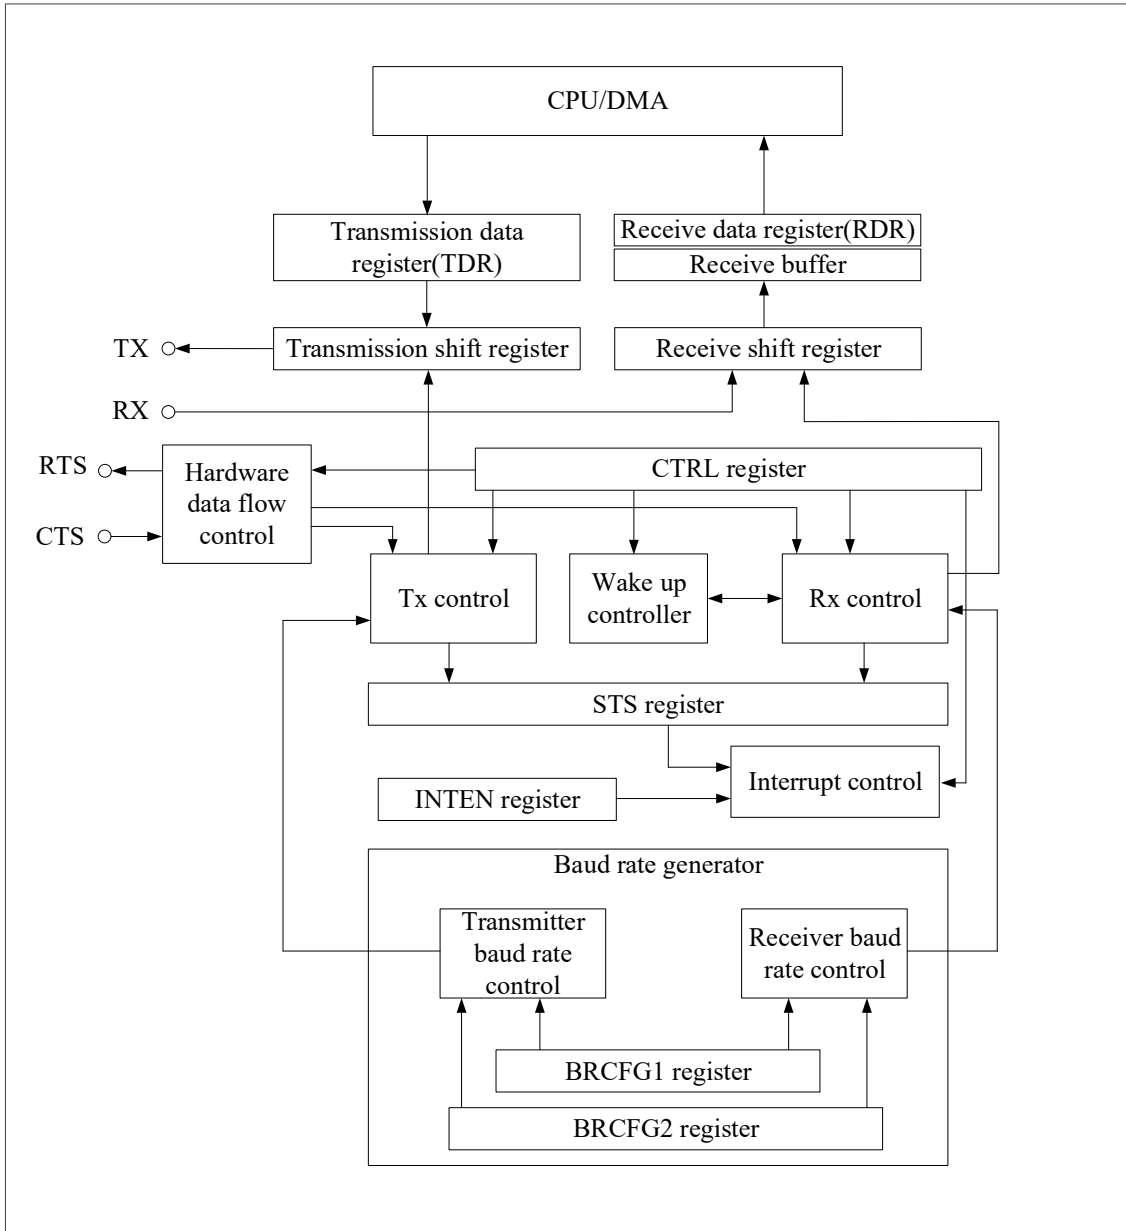 CPU/DMA
Transmission data
register(TDR)
Receive data register(RDR)
Receive buffer
TX
Transmission shift register
Receive shift register
RX
RTS
Hardware
data flow
control
CTRL register
CTS
Tx control
Wake up
controller
Rx control
STS register
Interrupt control
INTEN register
Baud rate generator
Transmitter
baud rate
control
Receiver baud
rate control
BRCFG1 register
BRCFG2 register